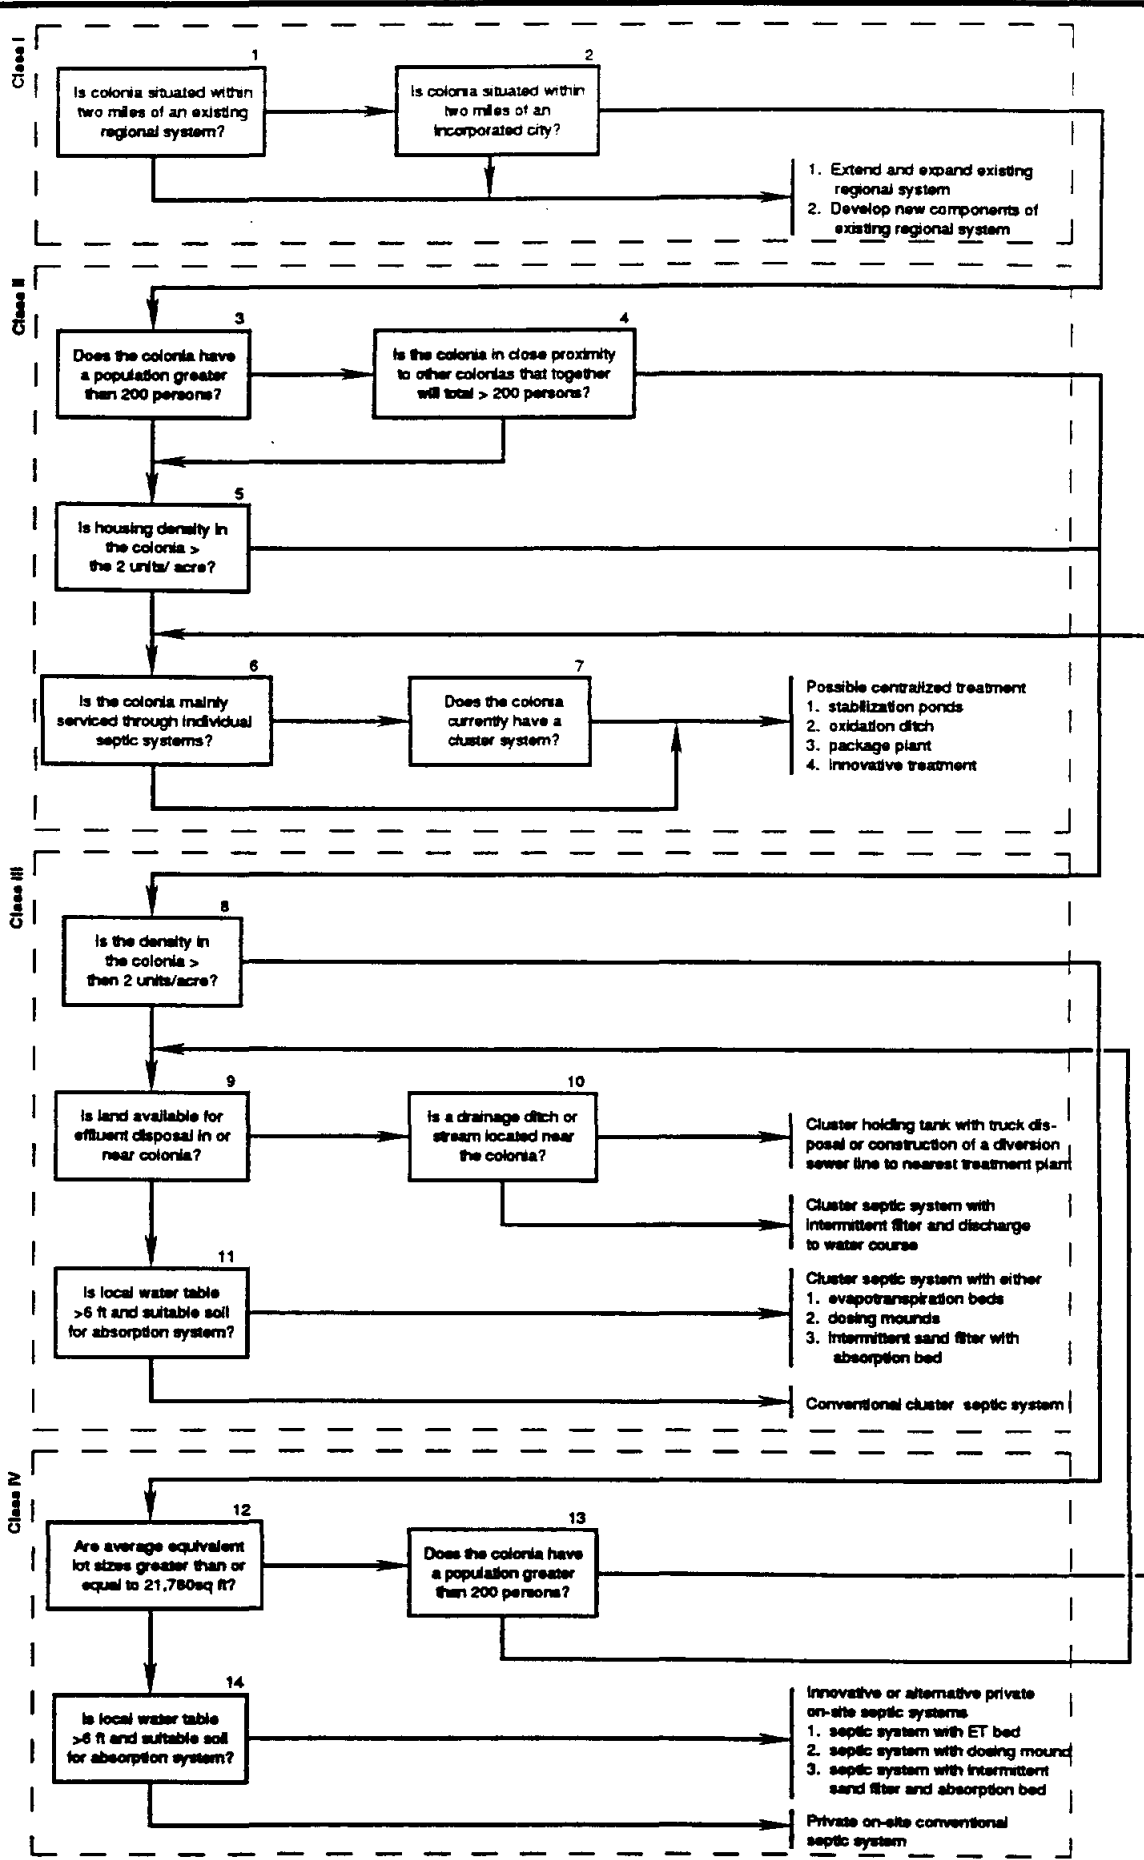 Class I
1
Is colonia situated within
two miles of an existing
regional system?
2
Is colonia situated within
two miles of an
incorporated city?
1. Extend and expand existing
regional system
2. Develop new components of
existing regional system
Class II
3
Does the colonia have
a population greater
than 200 persons?
4
Is the colonia in close proximity
to other colonias that together
will total > 200 persons?
5
Is housing density in
the colonia >
the 2 units/ acre?
6
Is the colonia mainly
serviced through individual
septic systems?
7
Does the colonia
currently have a
cluster system?
Possible centralized treatment
1. stabilization ponds
2. oxidation ditch
3. package plant
4. innovative treatment
Class III
8
Is the density in
the colonia >
then 2 units/acre?
9
Is land available for
effluent disposal in or
near colonia?
10
Is a drainage ditch or
stream located near
the colonia?
Cluster holding tank with truck dis-
posal or construction of a diversion
sewer line to nearest treatment plant
Cluster septic system with
intermittent filter and discharge
to water course
11
Is local water table
>6 ft and suitable soil
for absorption system?
Cluster septic system with either
1. evapotranspiration beds
2. dosing mounds
3. Intermittent sand filter with
absorption bed
Conventional cluster septic system
Class IV
12
Are average equivalent
lot sizes greater than or
equal to 21,780sq ft?
13
Does the colonia have
a population greater
than 200 persons?
14
Is local water table
>6 ft and suitable soil
for absorption system?
Innovative or alternative private
on-site septic systems
1. septic system with ET bed
2. septic system with dosing mound
3. septic system with intermittent
sand filter and absorption bed
Private on-site conventional
septic system